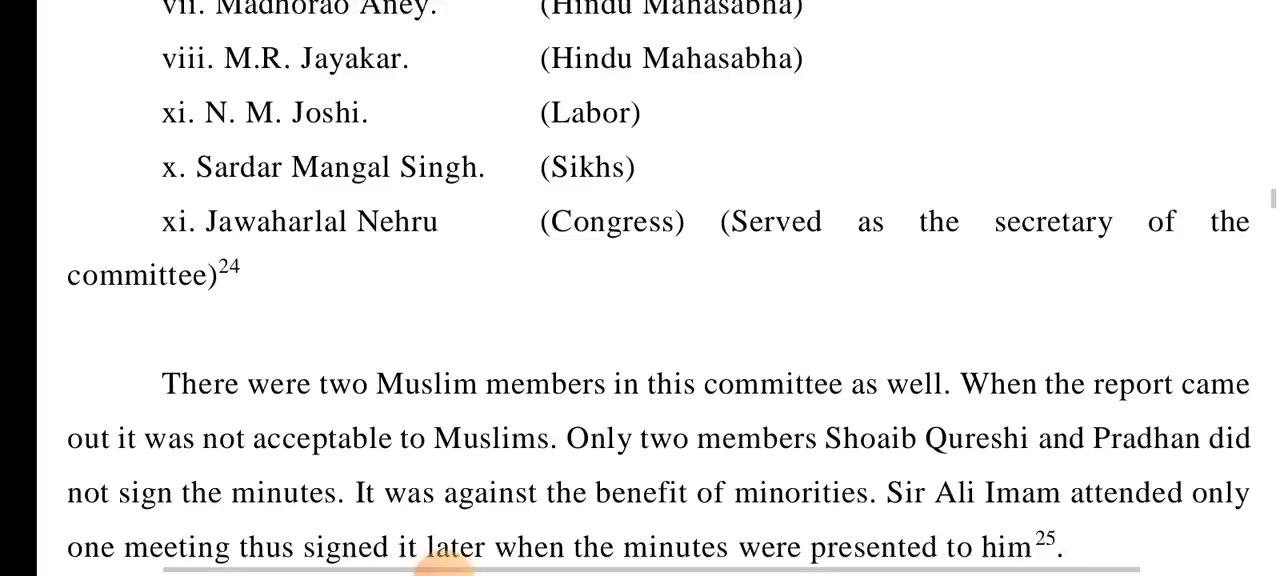 vii. Madhorao Aney. (Hindu Mahasabha)
viii. M.R. Jayakar. (Hindu Mahasabha)
xi. N. M. Joshi. (Labor)
x. Sardar Mangal Singh. (Sikhs)
xi. Jawaharlal Nehru (Congress) (Served as the secretary of the
committee)24
There were two Muslim members in this committee as well. When the report came
out it was not acceptable to Muslims. Only two members Shoaib Qureshi and Pradhan did
not sign the minutes. It was against the benefit of minorities. Sir Ali Imam attended only
one meeting thus signed it later when the minutes were presented to him25.